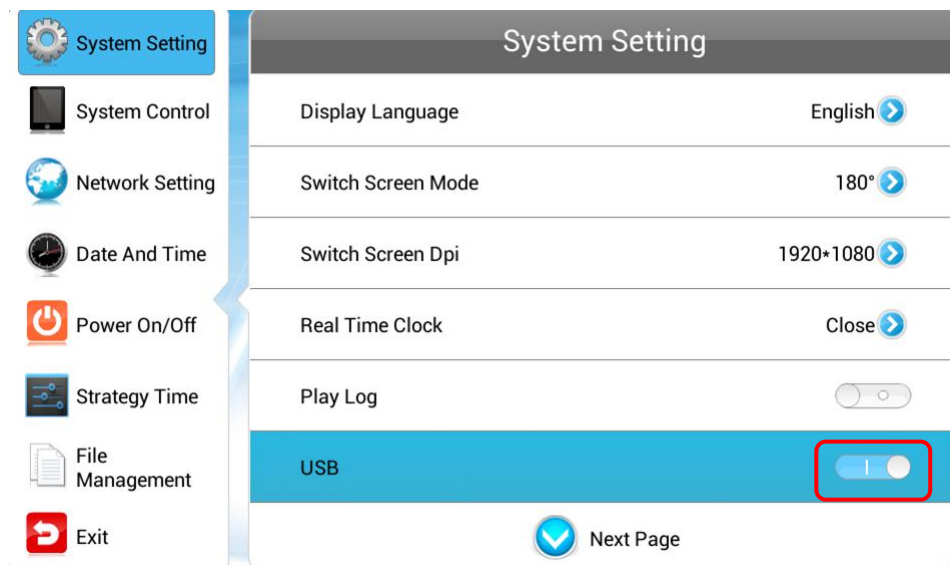 System Setting
System Control
Network Setting
Date And Time
Power On/Off
Strategy Time
File
Management
Exit
System Setting
Display Language English
Switch Screen Mode 180°
Switch Screen Dpi 1920*1080
Real Time Clock Close
Play Log
USB
Next Page